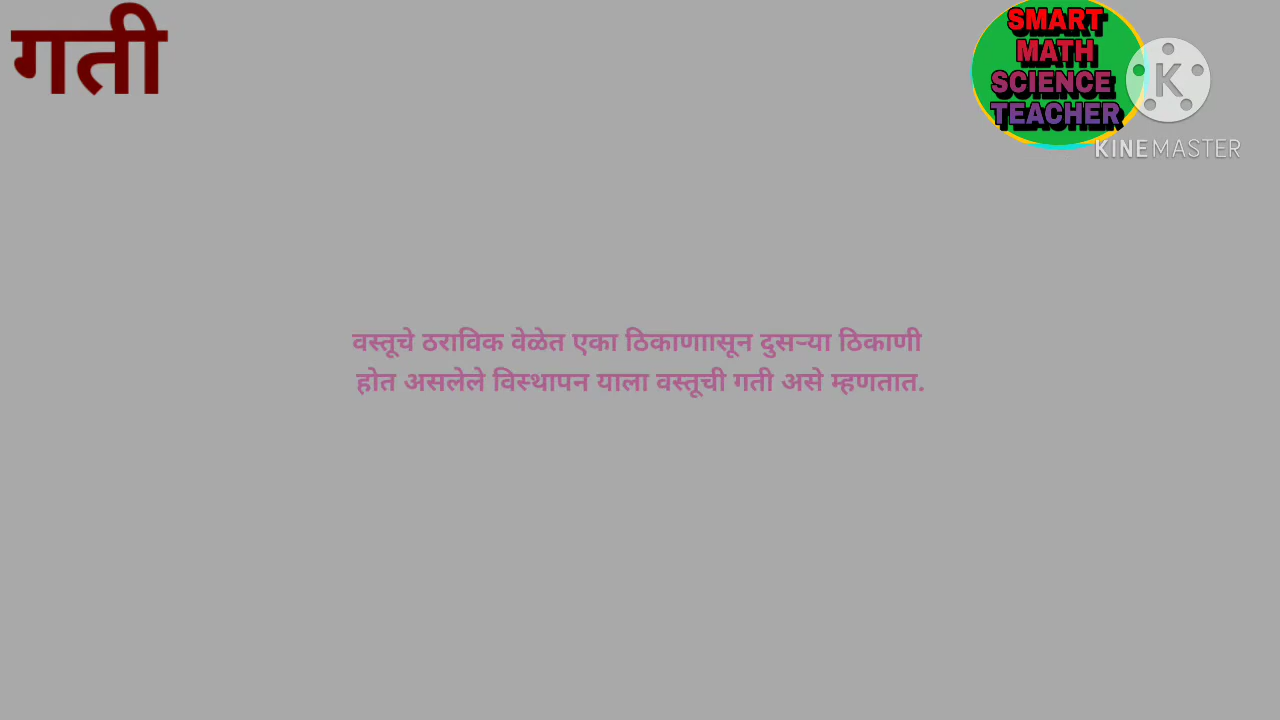 गती
SMART
MATH
SCIENCE
TEACHER
K
KINEMASTER
वस्तूचे ठराविक वेळेत एका ठिकाणाासून दुसऱ्या ठिकाणी
होत असलेले विस्थापन याला वस्तूची गती असे म्हणतात.